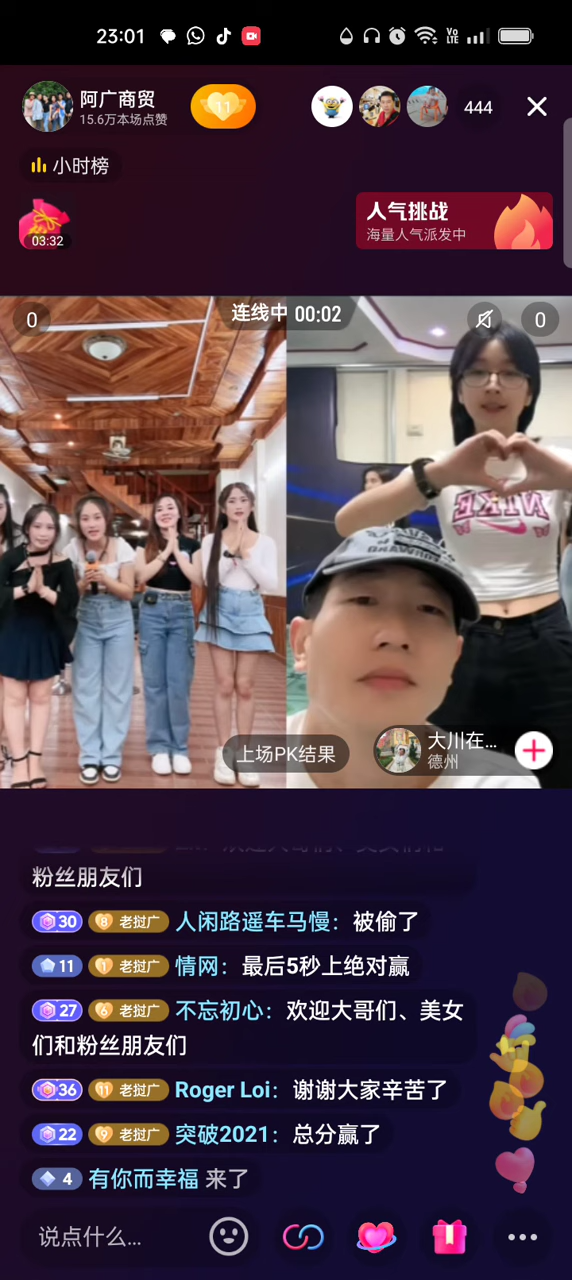 23:01
Vo
LTE
阿广商贸
15.6万本场点赞
11
444
小时榜
03:32
人气挑战
海量人气派发中
0
连线中 00:02
0
NIKE
上场PK结果
大川在...
德州
粉丝朋友们
30 8 老挝广 人闲路遥车马慢： 被偷了
11 1 老挝广 情网： 最后5秒上绝对赢
27 6 老挝广 不忘初心： 欢迎大哥们、美女
们和粉丝朋友们
36 11 老挝广 Roger Loi： 谢谢大家辛苦了
22 9 老挝广 突破2021： 总分赢了
4 有你而幸福 来了
说点什么...